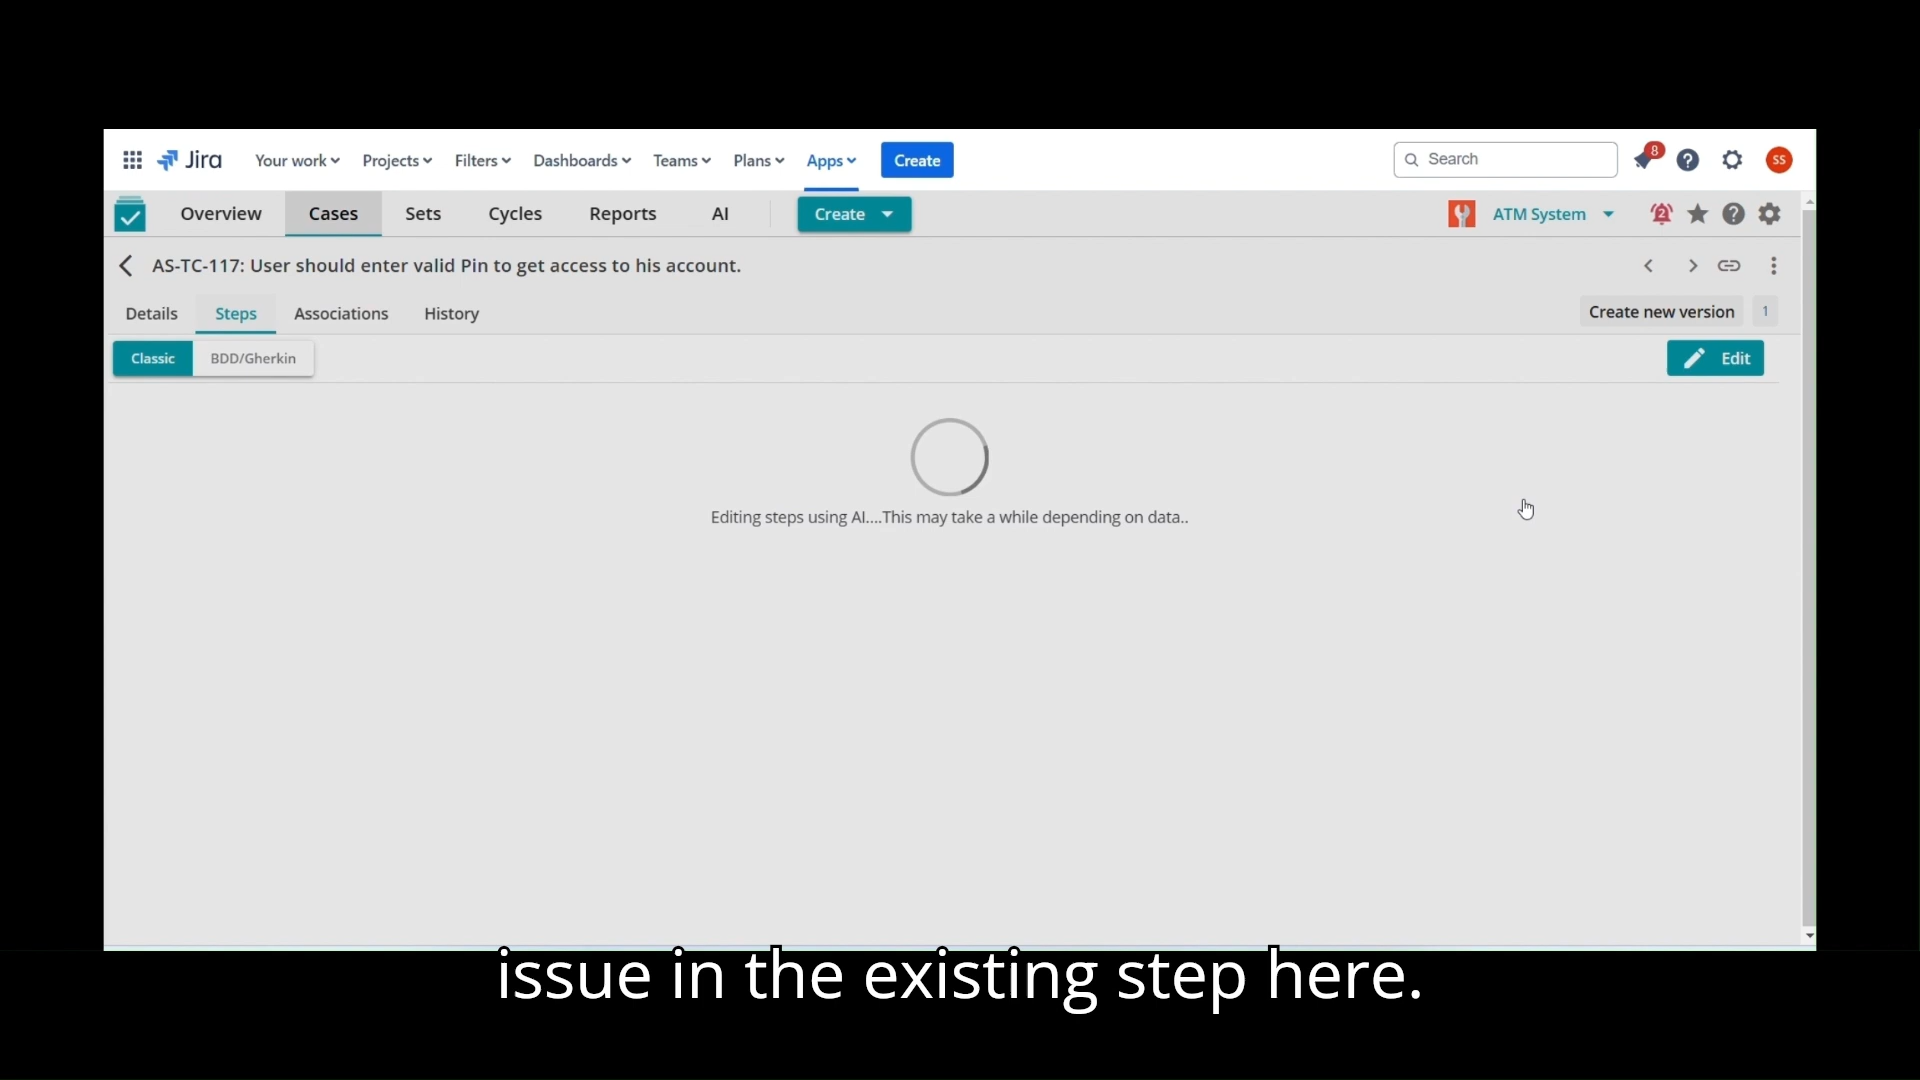 Jira Your work Projects Filters Dashboards Teams Plans Apps Create Search 8 SS
Overview Cases Sets Cycles Reports AI Create ATM System 2
AS-TC-117: User should enter valid Pin to get access to his account.
Details Steps Associations History Create new version 1
Classic BDD/Gherkin Edit
Editing steps using AI....This may take a while depending on data..
issue in the existing step here.